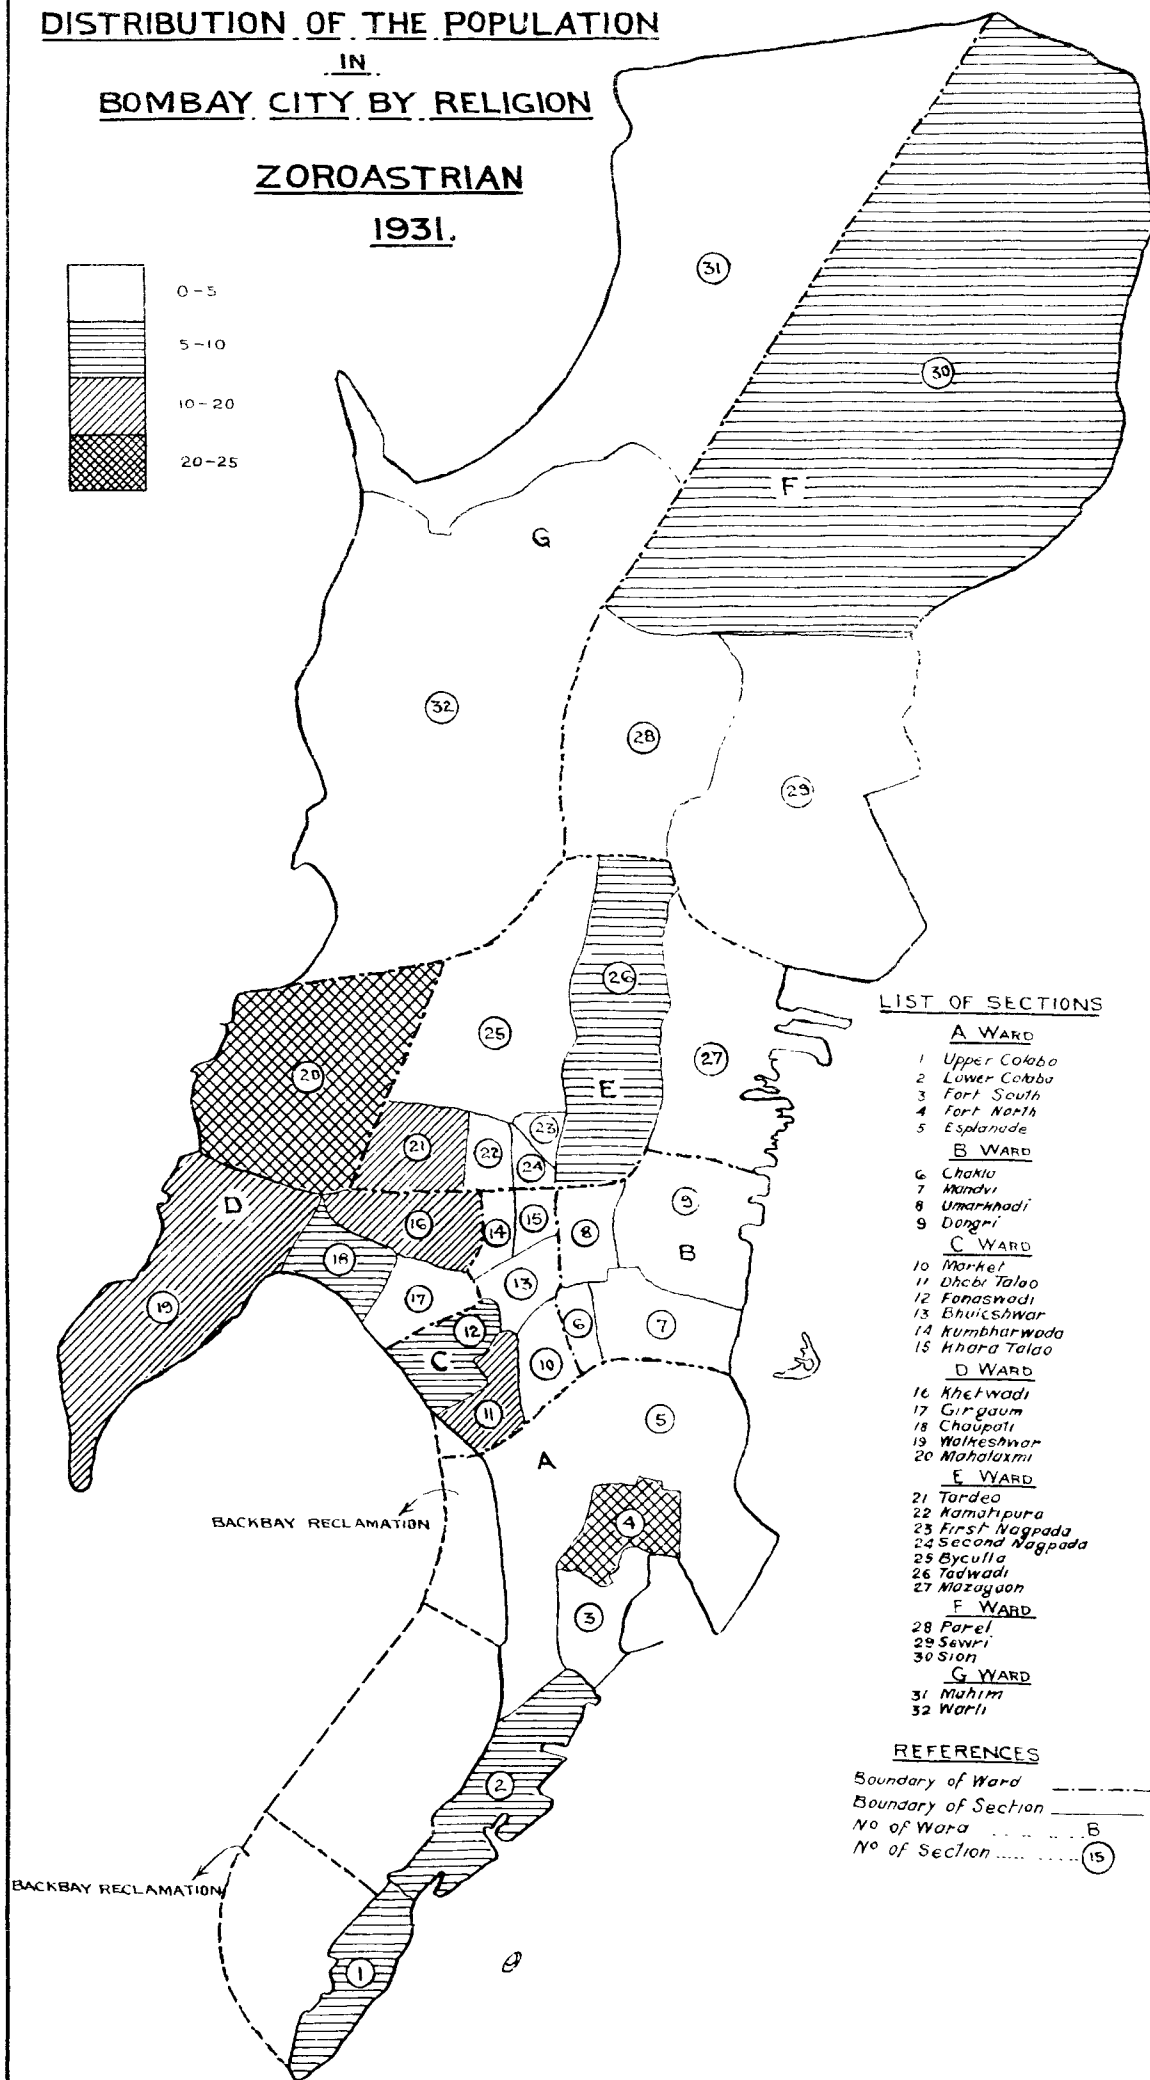 DISTRIBUTION OF THE POPULATION
IN
BOMBAY CITY BY RELIGION
ZOROASTRIAN
1931.
0-5
5-10
10-20
20-25
31
30
F
G
32
28
29
26
25
27
20
E
23
21
22
24
D
9
16
14
15
8
B
18
13
19
17
12
6
7
C
10
11
5
A
BACKBAY RECLAMATION
4
3
2
BACKBAY RECLAMATION
1
LIST OF SECTIONS
A WARD
1 Upper Colaba
2 Lower Colaba
3 Fort South
4 Fort North
5 Esplanade
B WARD
6 Chakla
7 Mandvi
8 Umarkhadi
9 Dongri
C WARD
10 Market
11 Dhobi Talao
12 Fanaswadi
13 Bhuleshwar
14 Kumbharwada
15 Khara Talao
D WARD
16 Khetwadi
17 Girgaum
18 Chaupati
19 Walkeshwar
20 Mahalaxmi
E WARD
21 Tardeo
22 Kamatipura
23 First Nagpada
24 Second Nagpada
25 Byculla
26 Tadwadi
27 Mazagaon
F WARD
28 Parel
29 Sewri
30 Sion
G WARD
31 Mahim
32 Warli
REFERENCES
Boundary of Ward
Boundary of Section
No of Ward ........ B
No of Section ......... 15